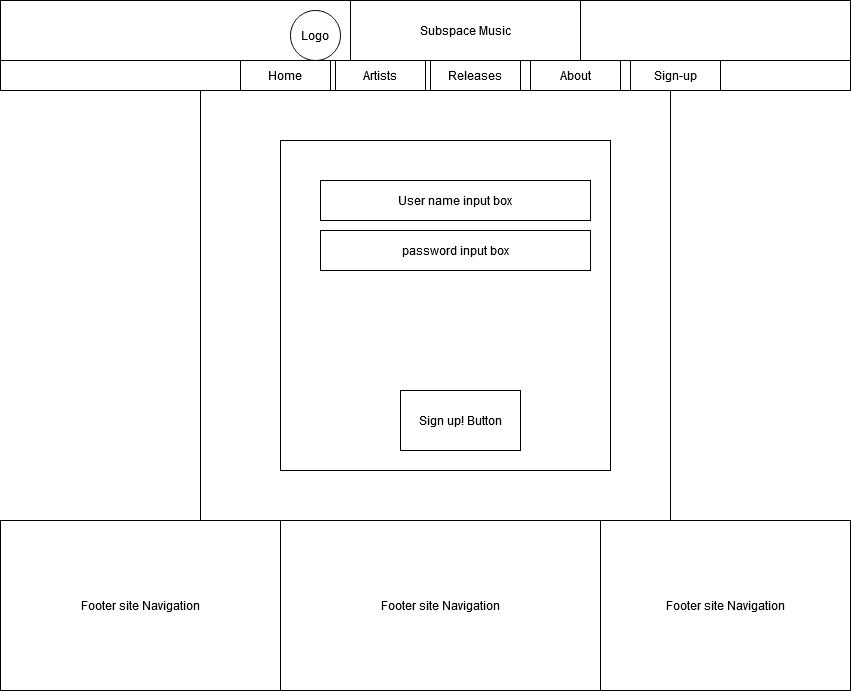 Logo
Subspace Music
Home
Artists
Releases
About
Sign-up
User name input box
password input box
Sign up! Button
Footer site Navigation
Footer site Navigation
Footer site Navigation